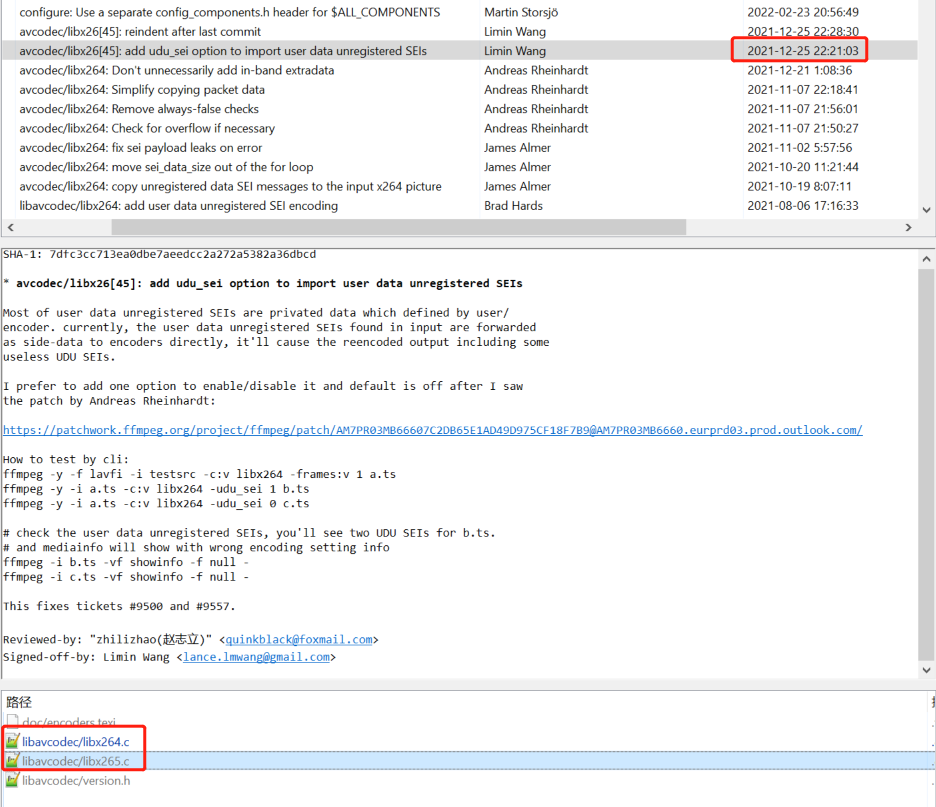 configure: Use a separate config_components.h header for $ALL_COMPONENTS Martin Storsjö 2022-02-23 20:56:49
avcodec/libx26[45]: reindent after last commit Limin Wang 2021-12-25 22:28:30
avcodec/libx26[45]: add udu_sei option to import user data unregistered SEIs Limin Wang 2021-12-25 22:21:03
avcodec/libx264: Don't unnecessarily add in-band extradata Andreas Rheinhardt 2021-12-21 1:08:36
avcodec/libx264: Simplify copying packet data Andreas Rheinhardt 2021-11-07 22:18:41
avcodec/libx264: Remove always-false checks Andreas Rheinhardt 2021-11-07 21:56:01
avcodec/libx264: Check for overflow if necessary Andreas Rheinhardt 2021-11-07 21:50:27
avcodec/libx264: fix sei payload leaks on error James Almer 2021-11-02 5:57:56
avcodec/libx264: move sei_data_size out of the for loop James Almer 2021-10-20 11:21:44
avcodec/libx264: copy unregistered data SEI messages to the input x264 picture James Almer 2021-10-19 8:07:11
libavcodec/libx264: add user data unregistered SEI encoding Brad Hards 2021-08-06 17:16:33
SHA-1: 7dfc3cc713ea0dbe7aeedcc2a272a5382a36dbcd
* avcodec/libx26[45]: add udu_sei option to import user data unregistered SEIs
Most of user data unregistered SEIs are privated data which defined by user/
encoder. currently, the user data unregistered SEIs found in input are forwarded
as side-data to encoders directly, it'll cause the reencoded output including some
useless UDU SEIs.
I prefer to add one option to enable/disable it and default is off after I saw
the patch by Andreas Rheinhardt:
https://patchwork.ffmpeg.org/project/ffmpeg/patch/AM7PR03MB66607C2DB65E1AD49D975CF18F7B9@AM7PR03MB6660.eurprd03.prod.outlook.com/
How to test by cli:
ffmpeg -y -f lavfi -i testsrc -c:v libx264 -frames:v 1 a.ts
ffmpeg -y -i a.ts -c:v libx264 -udu_sei 1 b.ts
ffmpeg -y -i a.ts -c:v libx264 -udu_sei 0 c.ts
# check the user data unregistered SEIs, you'll see two UDU SEIs for b.ts.
# and mediainfo will show with wrong encoding setting info
ffmpeg -i b.ts -vf showinfo -f null -
ffmpeg -i c.ts -vf showinfo -f null -
This fixes tickets #9500 and #9557.
Reviewed-by: "zhilizhao(赵志立)" <quinkblack@foxmail.com>
Signed-off-by: Limin Wang <lance.lmwang@gmail.com>
路径
doc/encoders.texi
libavcodec/libx264.c
libavcodec/libx265.c
libavcodec/version.h